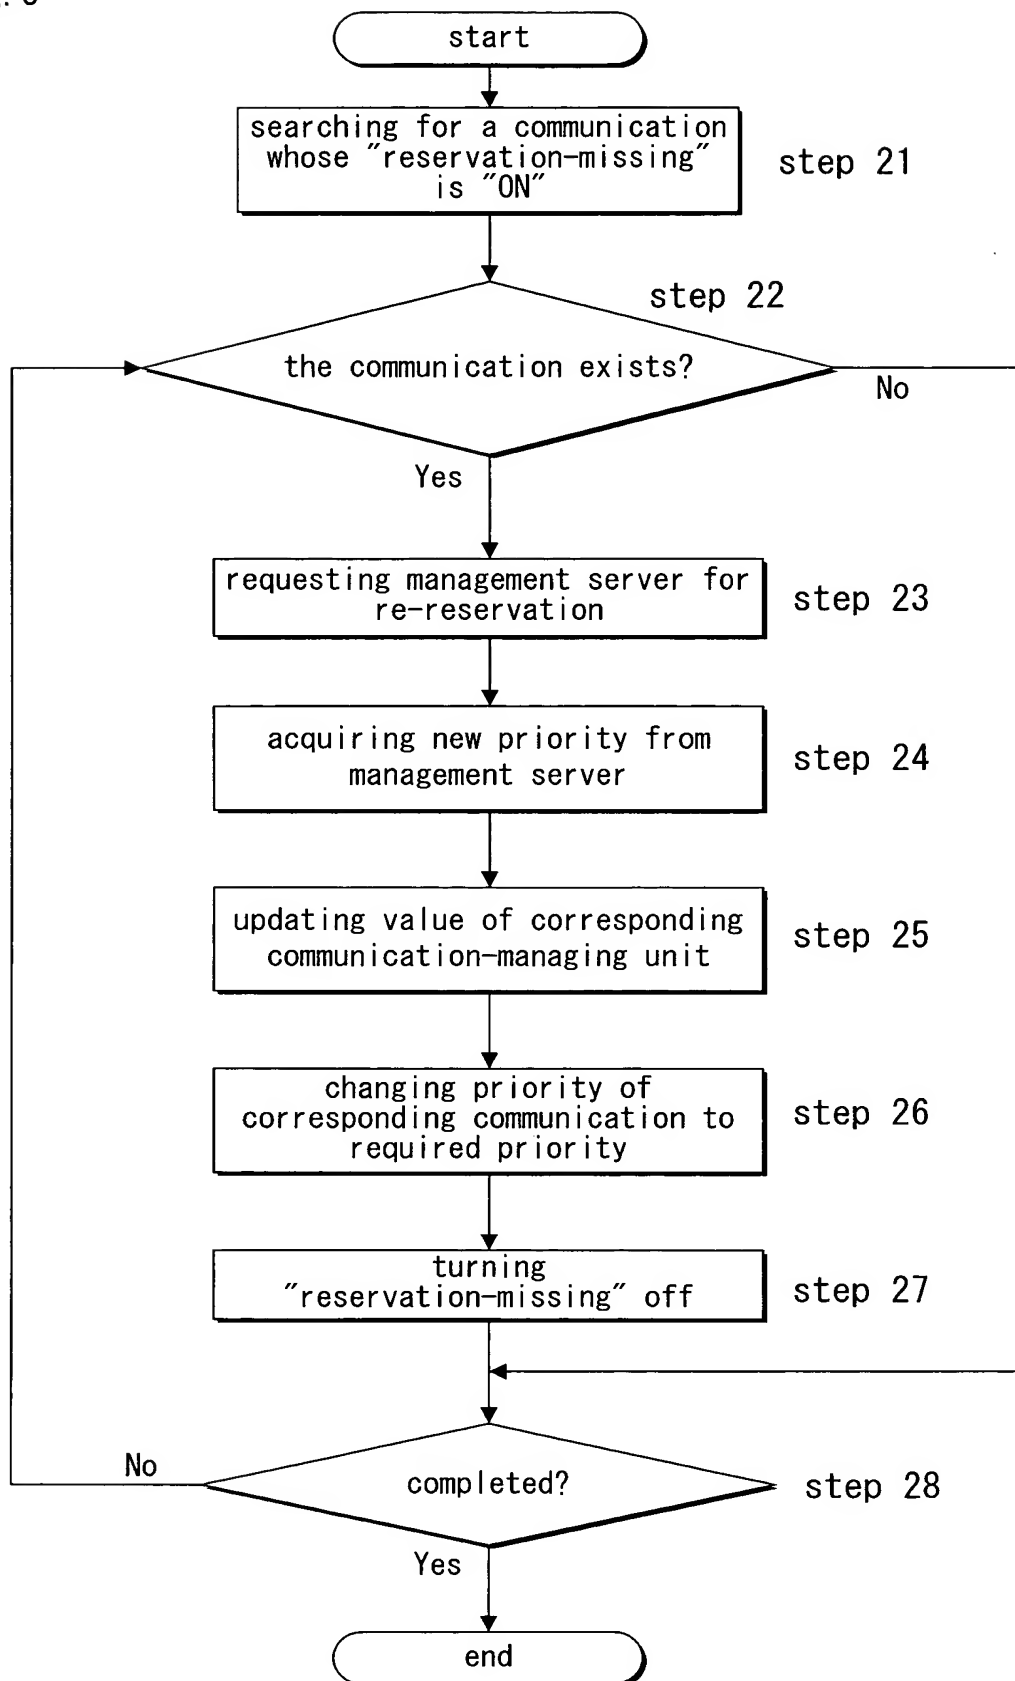 start
searching for a communication
whose "reservation-missing"
is "ON"
step 21
step 22
the communication exists?
No
Yes
requesting management server for
re-reservation
step 23
acquiring new priority from
management server
step 24
updating value of corresponding
communication-managing unit
step 25
changing priority of
corresponding communication to
required priority
step 26
turning
"reservation-missing" off
step 27
No
completed?
step 28
Yes
end